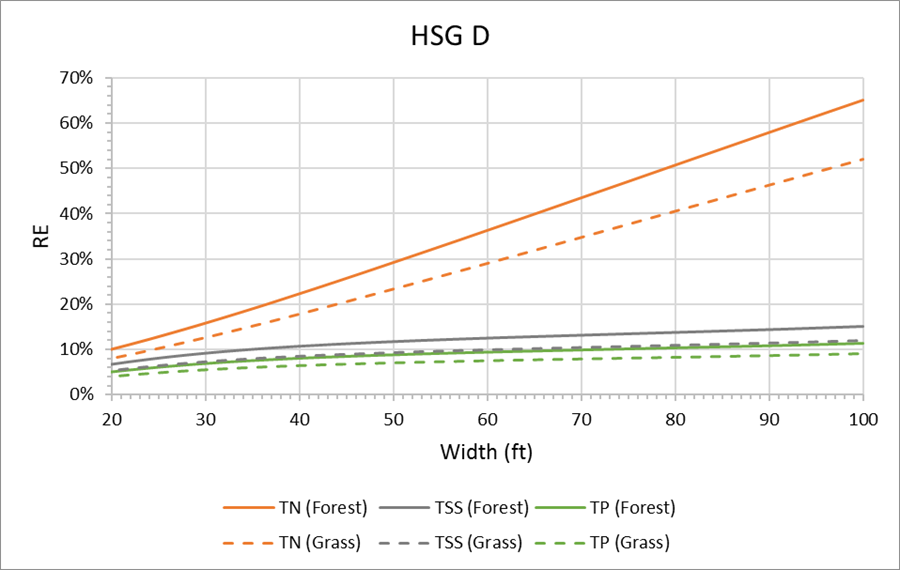 HSG D
70%
60%
50%
40%
30%
20%
10%
0%
RE
20 30 40 50 60 70 80 90 100
Width (ft)
TN (Forest) TSS (Forest) TP (Forest)
TN (Grass) TSS (Grass) TP (Grass)